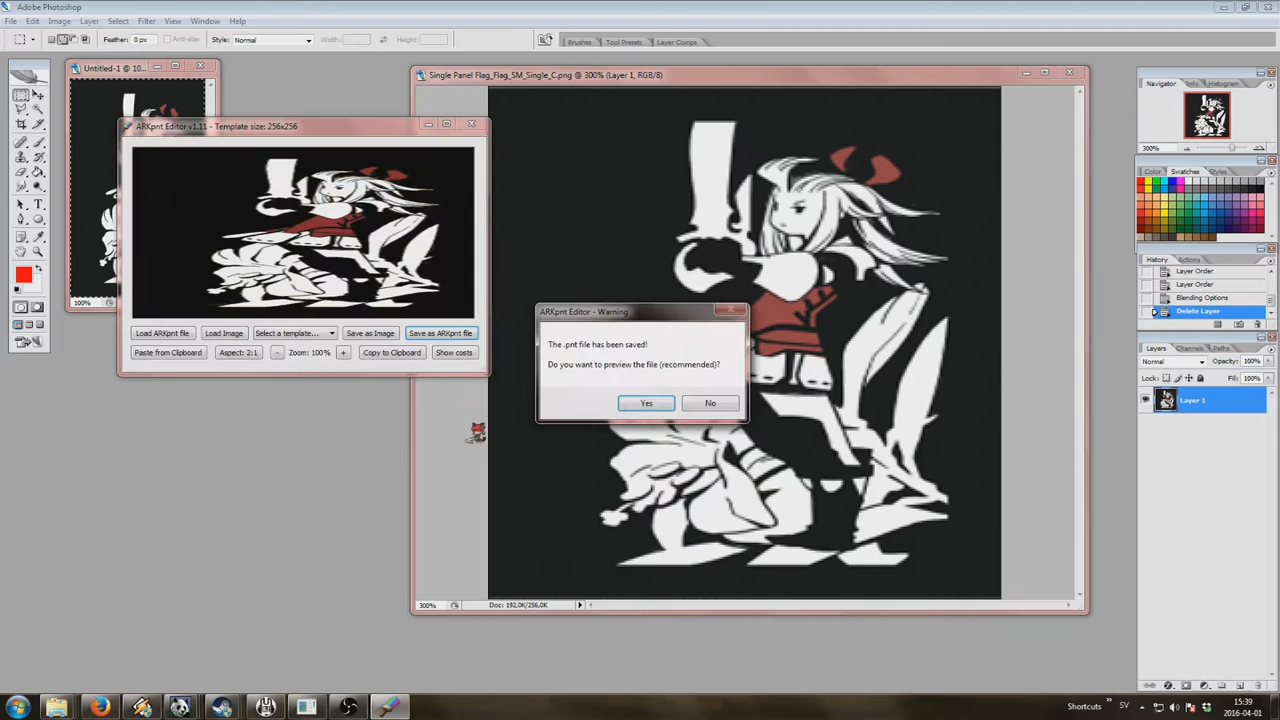 Adobe Photoshop
File Edit Image Layer Select Filter View Window Help
Feather: 0 px Anti-alias Style: Normal Width: Height: Brushes Tool Presets Layer Comps
Untitled-1 @ 10...
100%
ARKpnt Editor v1.11 - Template size: 256x256
Load ARKpnt file Load Image Select a template... Save as Image Save as ARKpnt file
Paste from Clipboard Aspect: 2:1 - Zoom: 100% + Copy to Clipboard Show costs
Single Panel Flag_Flag_SM_Single_C.png @ 300% (Layer 1, RGB/8)
ARKpnt Editor - Warning
The .pnt file has been saved!
Do you want to preview the file (recommended)?
Yes No
300% Doc: 192,0K/256,0K
Navigator Info Histogram
300%
Color Swatches Styles
History Actions
Layer Order
Layer Order
Blending Options
Delete Layer
Layers Channels Paths
Normal Opacity: 100%
Lock: Fill: 100%
Layer 1
Shortcuts » SV 15:39
2016-04-01